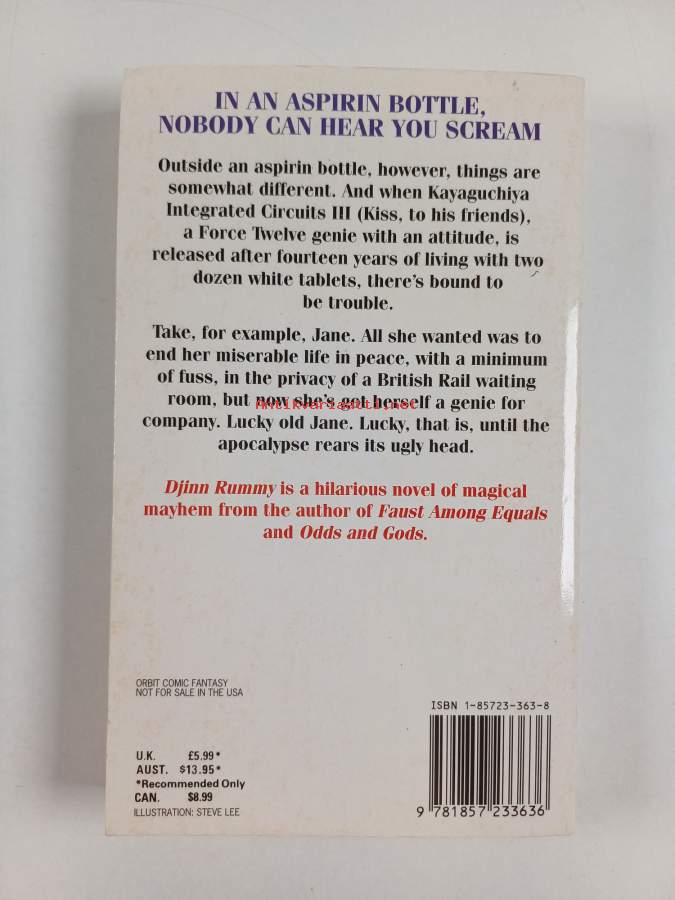 IN AN ASPIRIN BOTTLE,
NOBODY CAN HEAR YOU SCREAM
Outside an aspirin bottle, however, things are
somewhat different. And when Kayaguchiya
Integrated Circuits III (Kiss, to his friends),
a Force Twelve genie with an attitude, is
released after fourteen years of living with two
dozen white tablets, there's bound to
be trouble.
Take, for example, Jane. All she wanted was to
end her miserable life in peace, with a minimum
of fuss, in the privacy of a British Rail waiting
room, but now she's got herself a genie for
Antikvariaatti.net
company. Lucky old Jane. Lucky, that is, until the
apocalypse rears its ugly head.
Djinn Rummy is a hilarious novel of magical
mayhem from the author of Faust Among Equals
and Odds and Gods.
ORBIT COMIC FANTASY
NOT FOR SALE IN THE USA
ISBN 1-85723-363-8
U.K. £5.99*
AUST. $13.95*
*Recommended Only
CAN. $8.99
ILLUSTRATION: STEVE LEE
9 781857 233636